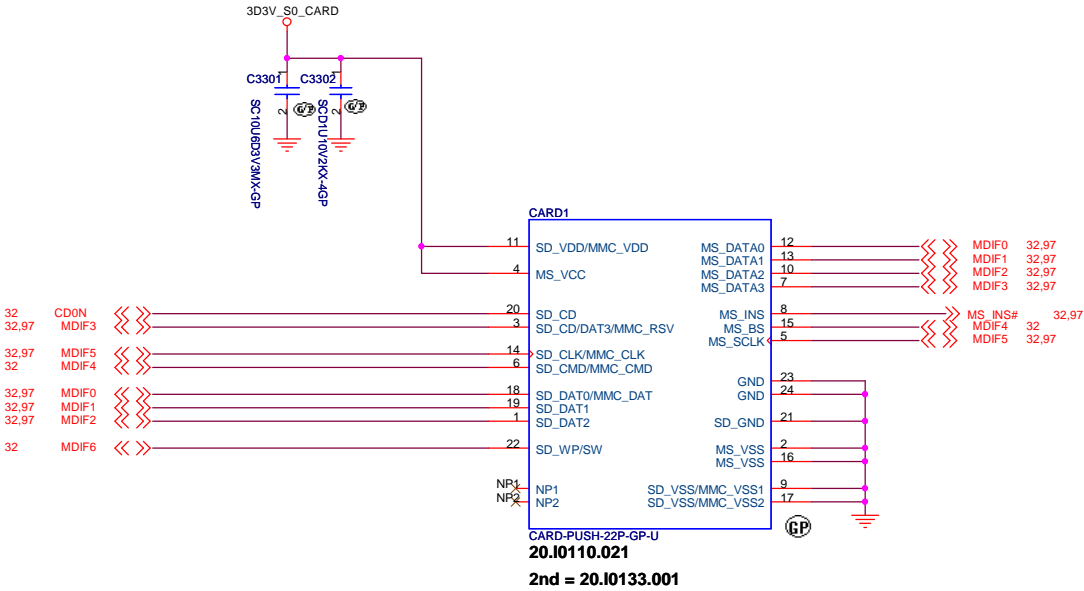 3D3V_S0_CARD
C3301 1 2 G/P
SC10U6D3V3MX-GP
C3302 1 2 G/P
SCD1U10V2KX-4GP
CARD1
11 SD_VDD/MMC_VDD
4 MS_VCC
32 CD0N 20 SD_CD
32,97 MDIF3 3 SD_CD/DAT3/MMC_RSV
32,97 MDIF5 14 SD_CLK/MMC_CLK
32 MDIF4 6 SD_CMD/MMC_CMD
32,97 MDIF0 18 SD_DAT0/MMC_DAT
32,97 MDIF1 19 SD_DAT1
32,97 MDIF2 1 SD_DAT2
32 MDIF6 22 SD_WP/SW
NP1 NP1
NP2 NP2
MS_DATA0 12 MDIF0 32,97
MS_DATA1 13 MDIF1 32,97
MS_DATA2 10 MDIF2 32,97
MS_DATA3 7 MDIF3 32,97
MS_INS 8 MS_INS# 32,97
MS_BS 15 MDIF4 32
MS_SCLK 5 MDIF5 32,97
GND 23
GND 24
SD_GND 21
MS_VSS 2
MS_VSS 16
SD_VSS/MMC_VSS1 9
SD_VSS/MMC_VSS2 17
GP
CARD-PUSH-22P-GP-U
20.I0110.021
2nd = 20.I0133.001